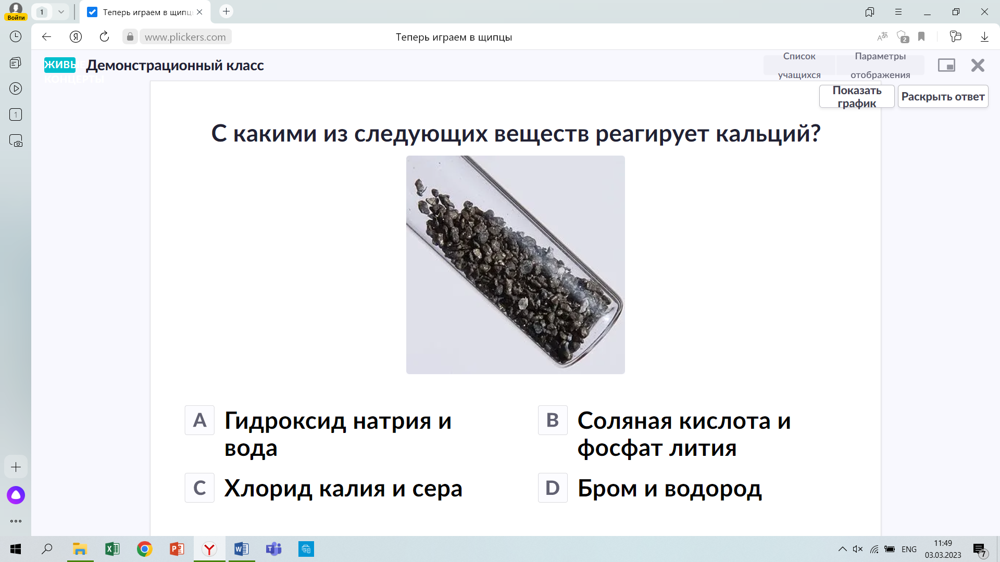 Войти
1
Теперь играем в щипц
www.plickers.com
Теперь играем в щипцы
2
1
ЖИВЫ
КОНЦЕРТЫ
Демонстрационный класс
Список
учащихся
Параметры
отображения
Показать
график
Раскрыть ответ
С какими из следующих веществ реагирует кальций?
A Гидроксид натрия и
вода
B Соляная кислота и
фосфат лития
C Хлорид калия и сера
D Бром и водород
ENG
11:49
03.03.2023
7